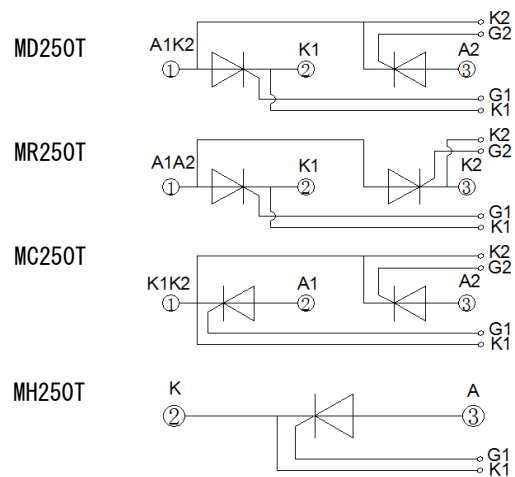 K2
G2
MD250T
A1K2
K1
A2
① ② ③
G1
K1
K2
G2
MR250T
A1A2
K1
K2
① ② ③
G1
K1
MC250T
K2
G2
K1K2
A1
A2
① ② ③
G1
K1
MH250T
K
A
② ③
G1
K1